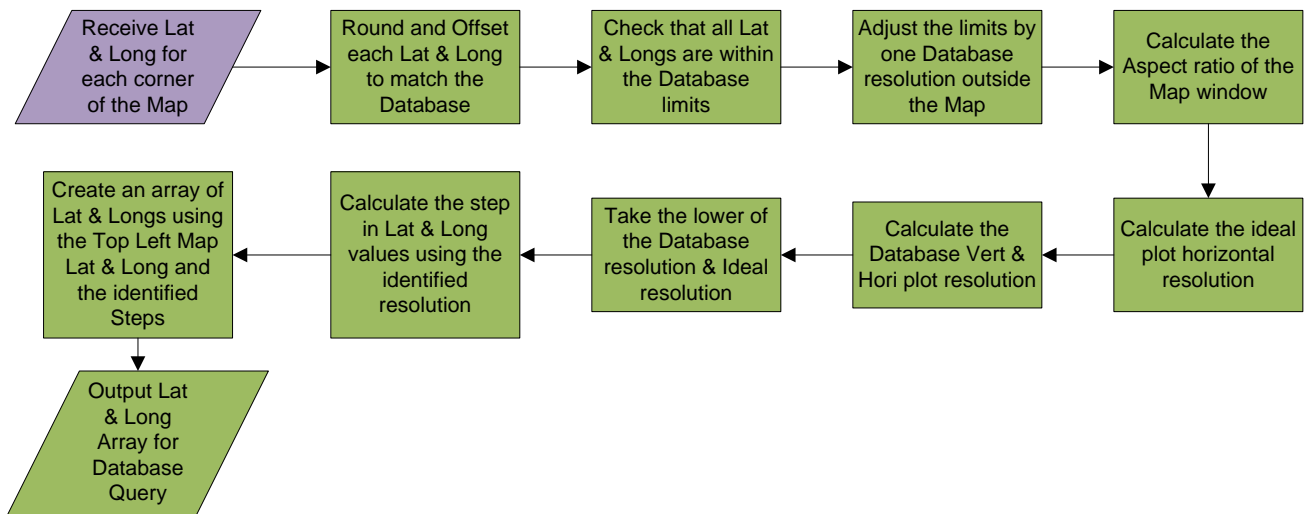 Receive Lat
& Long for
each corner
of the Map
Round and Offset
each Lat & Long
to match the
Database
Check that all Lat
& Longs are within
the Database
limits
Adjust the limits by
one Database
resolution outside
the Map
Calculate the
Aspect ratio of the
Map window
Calculate the ideal
plot horizontal
resolution
Calculate the
Database Vert &
Hori plot resolution
Take the lower of
the Database
resolution & Ideal
resolution
Calculate the step
in Lat & Long
values using the
identified
resolution
Create an array of
Lat & Longs using
the Top Left Map
Lat & Long and
the identified
Steps
Output Lat
& Long
Array for
Database
Query